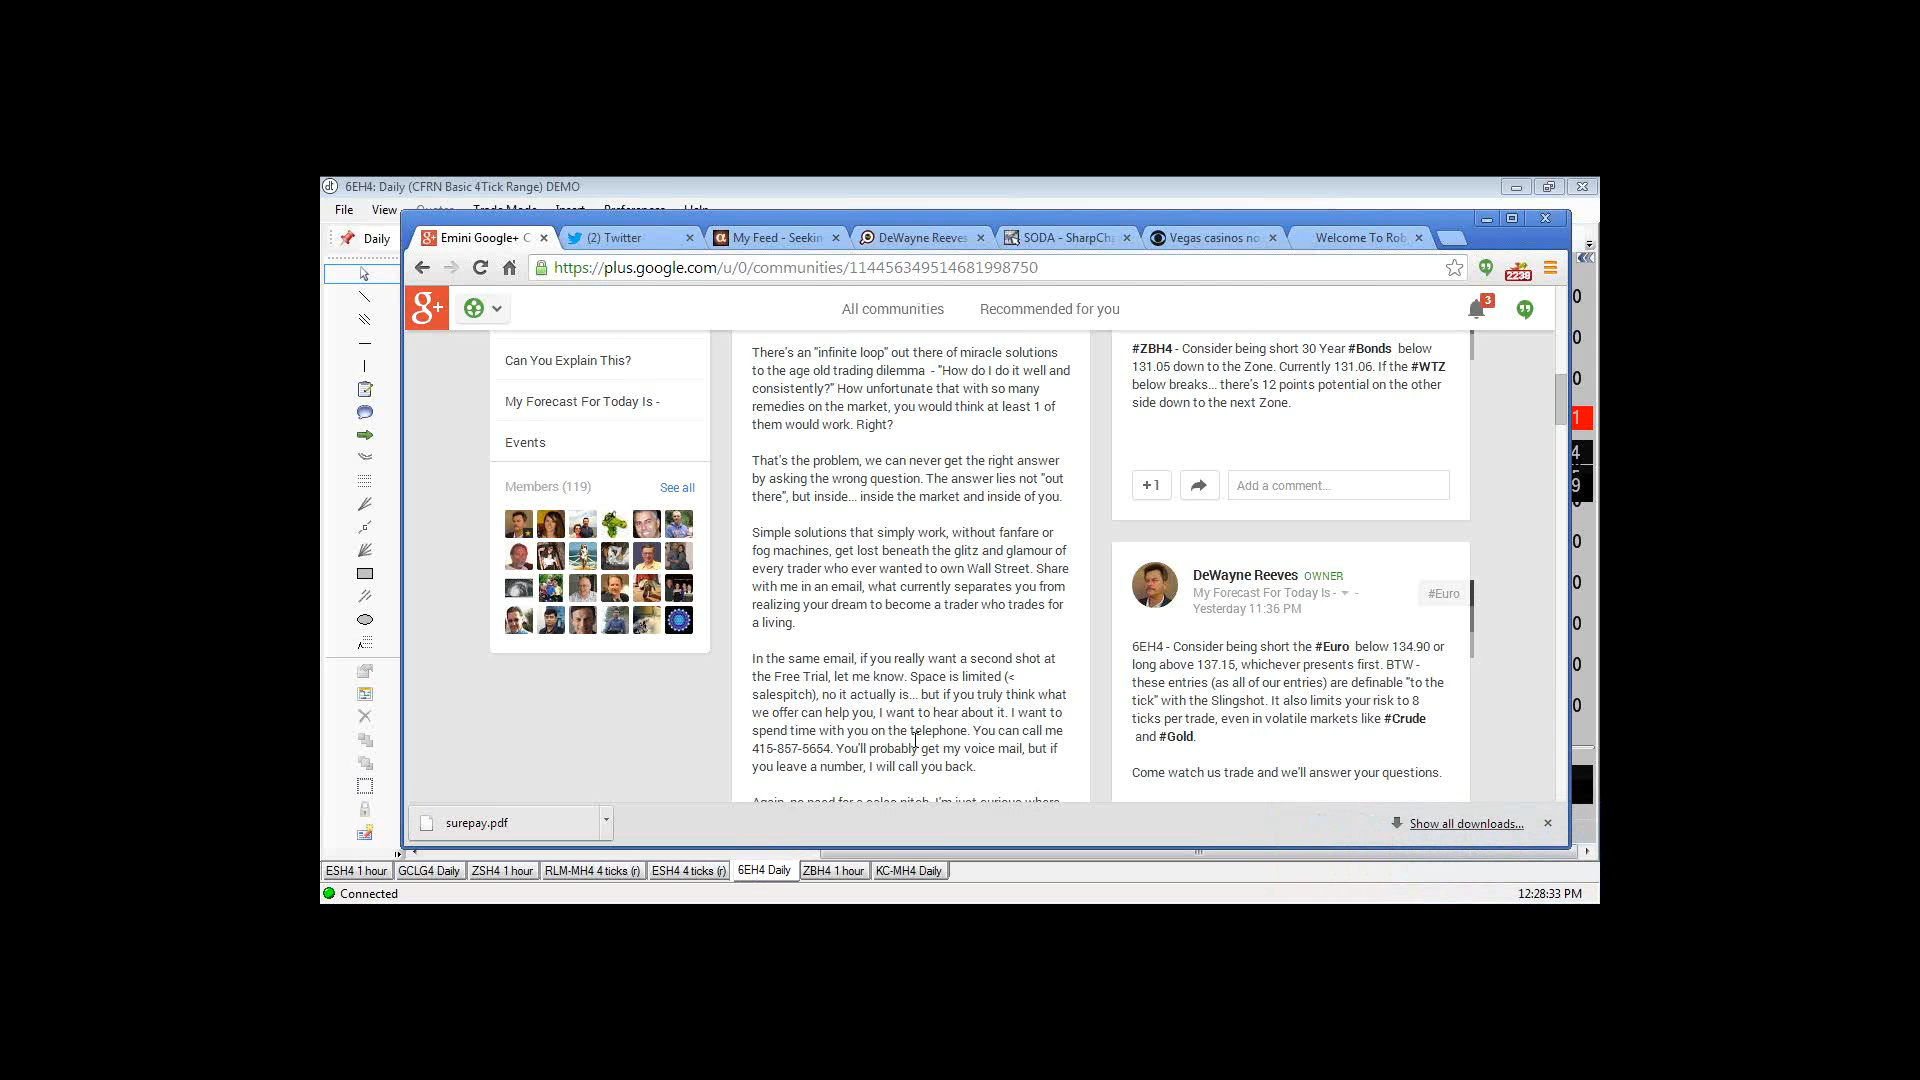 6EH4: Daily (CFRN Basic 4Tick Range) DEMO
File View Quotes Trade Mode Insert Preferences Help
Daily
Emini Google+ C
(2) Twitter
My Feed - Seekin
DeWayne Reeves
SODA - SharpCha
Vegas casinos no
Welcome To Rob
https://plus.google.com/u/0/communities/114456349514681998750
2238
g+
All communities
Recommended for you
3
Can You Explain This?
My Forecast For Today Is -
Events
Members (119)
See all
There's an "infinite loop" out there of miracle solutions
to the age old trading dilemma - "How do I do it well and
consistently?" How unfortunate that with so many
remedies on the market, you would think at least 1 of
them would work. Right?
That's the problem, we can never get the right answer
by asking the wrong question. The answer lies not "out
there", but inside... inside the market and inside of you.
Simple solutions that simply work, without fanfare or
fog machines, get lost beneath the glitz and glamour of
every trader who ever wanted to own Wall Street. Share
with me in an email, what currently separates you from
realizing your dream to become a trader who trades for
a living.
In the same email, if you really want a second shot at
the Free Trial, let me know. Space is limited (<
salespitch), no it actually is... but if you truly think what
we offer can help you, I want to hear about it. I want to
spend time with you on the telephone. You can call me
415-857-5654. You'll probably get my voice mail, but if
you leave a number, I will call you back.
Again, no need for a sales pitch. I'm just curious where
#ZBH4 - Consider being short 30 Year #Bonds below
131.05 down to the Zone. Currently 131.06. If the #WTZ
below breaks... there's 12 points potential on the other
side down to the next Zone.
+1
Add a comment...
DeWayne Reeves OWNER
My Forecast For Today Is - -
Yesterday 11:36 PM
#Euro
6EH4 - Consider being short the #Euro below 134.90 or
long above 137.15, whichever presents first. BTW -
these entries (as all of our entries) are definable "to the
tick" with the Slingshot. It also limits your risk to 8
ticks per trade, even in volatile markets like #Crude
and #Gold.
Come watch us trade and we'll answer your questions.
surepay.pdf
Show all downloads...
ESH4 1 hour
GCLG4 Daily
ZSH4 1 hour
RLM-MH4 4 ticks (r)
ESH4 4 ticks (r)
6EH4 Daily
ZBH4 1 hour
KC-MH4 Daily
Connected
12:28:33 PM